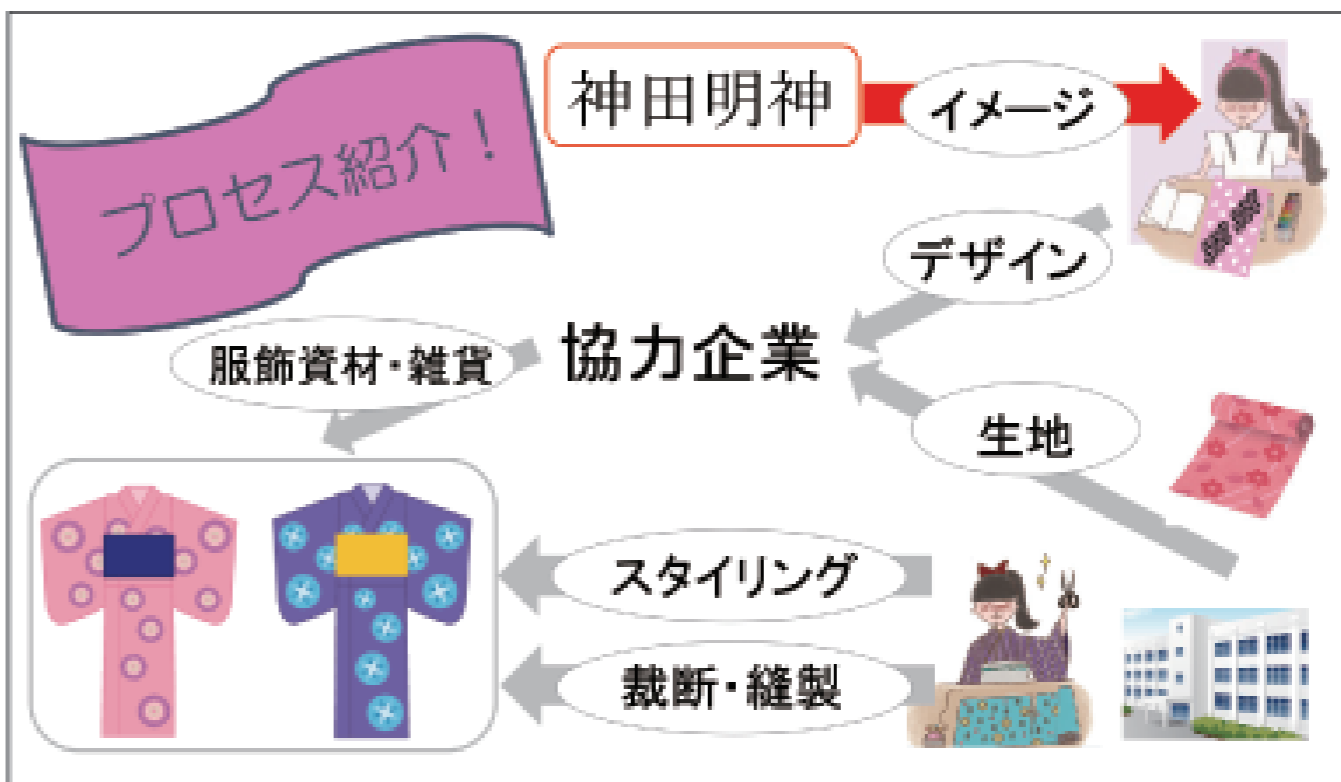 プロセス紹介！
神田明神
イメージ
デザイン
協力企業
服飾資材・雑貨
生地
スタイリング
裁断・縫製